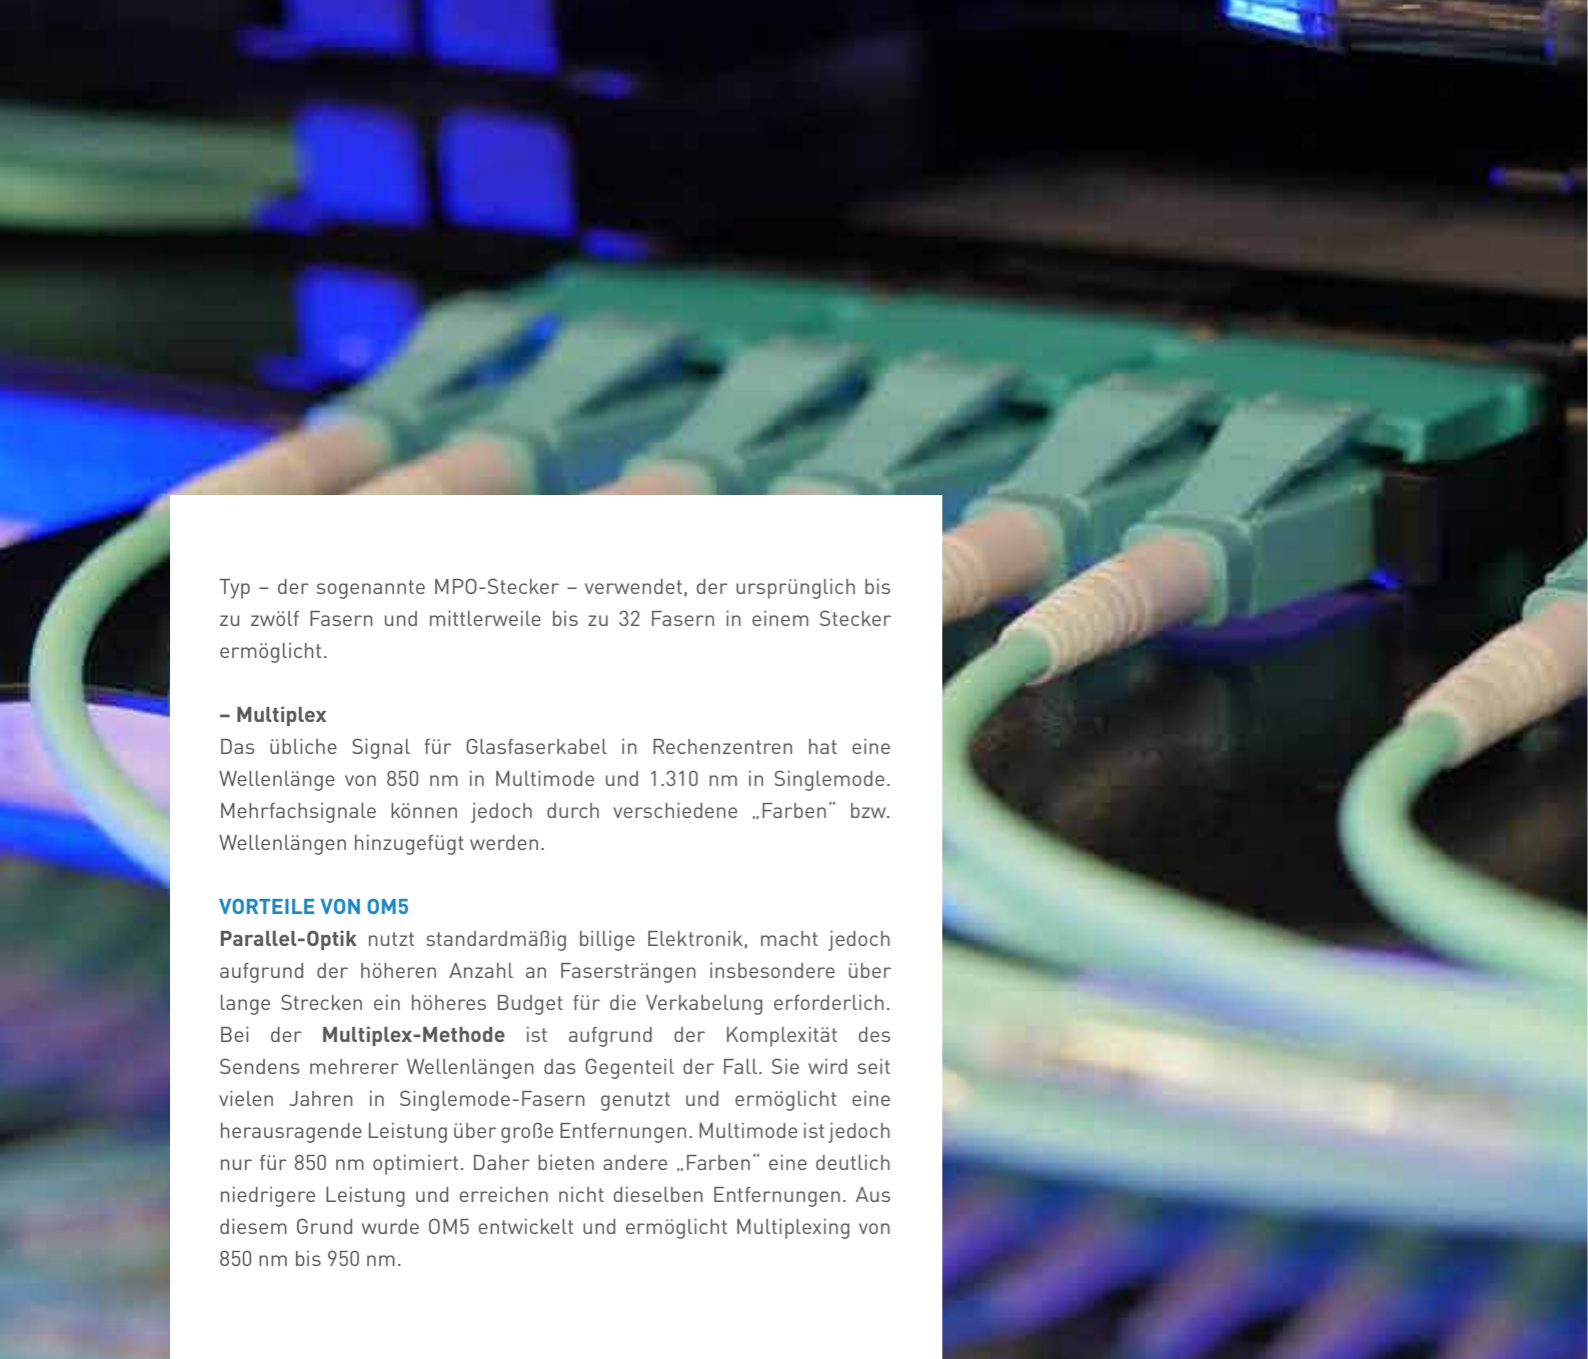 Typ – der sogenannte MPO-Stecker – verwendet, der ursprünglich bis
zu zwölf Fasern und mittlerweile bis zu 32 Fasern in einem Stecker
ermöglicht.
– Multiplex
Das übliche Signal für Glasfaserkabel in Rechenzentren hat eine
Wellenlänge von 850 nm in Multimode und 1.310 nm in Singlemode.
Mehrfachsignale können jedoch durch verschiedene „Farben“ bzw.
Wellenlängen hinzugefügt werden.
VORTEILE VON OM5
Parallel-Optik nutzt standardmäßig billige Elektronik, macht jedoch
aufgrund der höheren Anzahl an Fasersträngen insbesondere über
lange Strecken ein höheres Budget für die Verkabelung erforderlich.
Bei der Multiplex-Methode ist aufgrund der Komplexität des
Sendens mehrerer Wellenlängen das Gegenteil der Fall. Sie wird seit
vielen Jahren in Singlemode-Fasern genutzt und ermöglicht eine
herausragende Leistung über große Entfernungen. Multimode ist jedoch
nur für 850 nm optimiert. Daher bieten andere „Farben“ eine deutlich
niedrigere Leistung und erreichen nicht dieselben Entfernungen. Aus
diesem Grund wurde OM5 entwickelt und ermöglicht Multiplexing von
850 nm bis 950 nm.